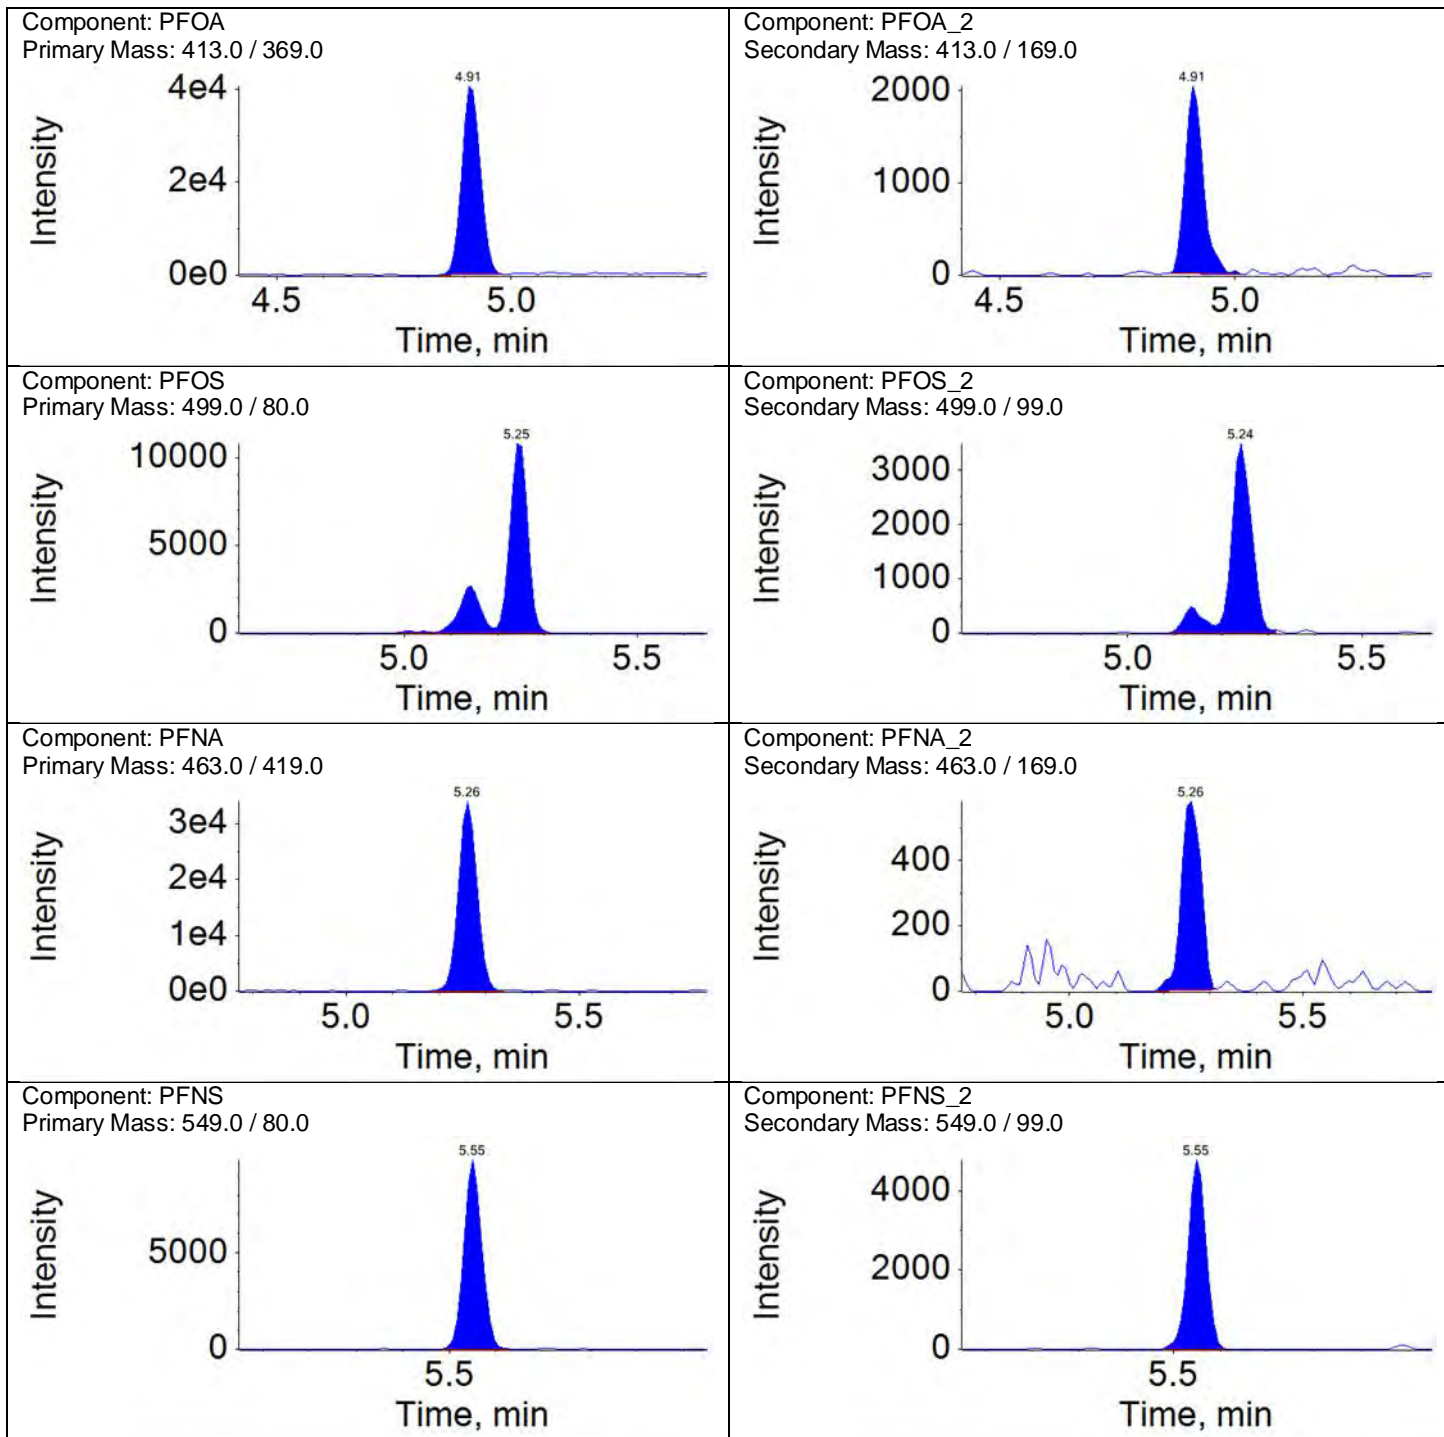 Component: PFOA
Primary Mass: 413.0 / 369.0
4.91
4e4
2e4
0e0
Intensity
4.5 5.0
Time, min
Component: PFOA_2
Secondary Mass: 413.0 / 169.0
4.91
2000
1000
0
Intensity
4.5 5.0
Time, min
Component: PFOS
Primary Mass: 499.0 / 80.0
5.25
10000
5000
0
Intensity
5.0 5.5
Time, min
Component: PFOS_2
Secondary Mass: 499.0 / 99.0
5.24
3000
2000
1000
0
Intensity
5.0 5.5
Time, min
Component: PFNA
Primary Mass: 463.0 / 419.0
5.26
3e4
2e4
1e4
0e0
Intensity
5.0 5.5
Time, min
Component: PFNA_2
Secondary Mass: 463.0 / 169.0
5.26
400
200
0
Intensity
5.0 5.5
Time, min
Component: PFNS
Primary Mass: 549.0 / 80.0
5.55
5000
0
Intensity
5.5
Time, min
Component: PFNS_2
Secondary Mass: 549.0 / 99.0
5.55
4000
2000
0
Intensity
5.5
Time, min